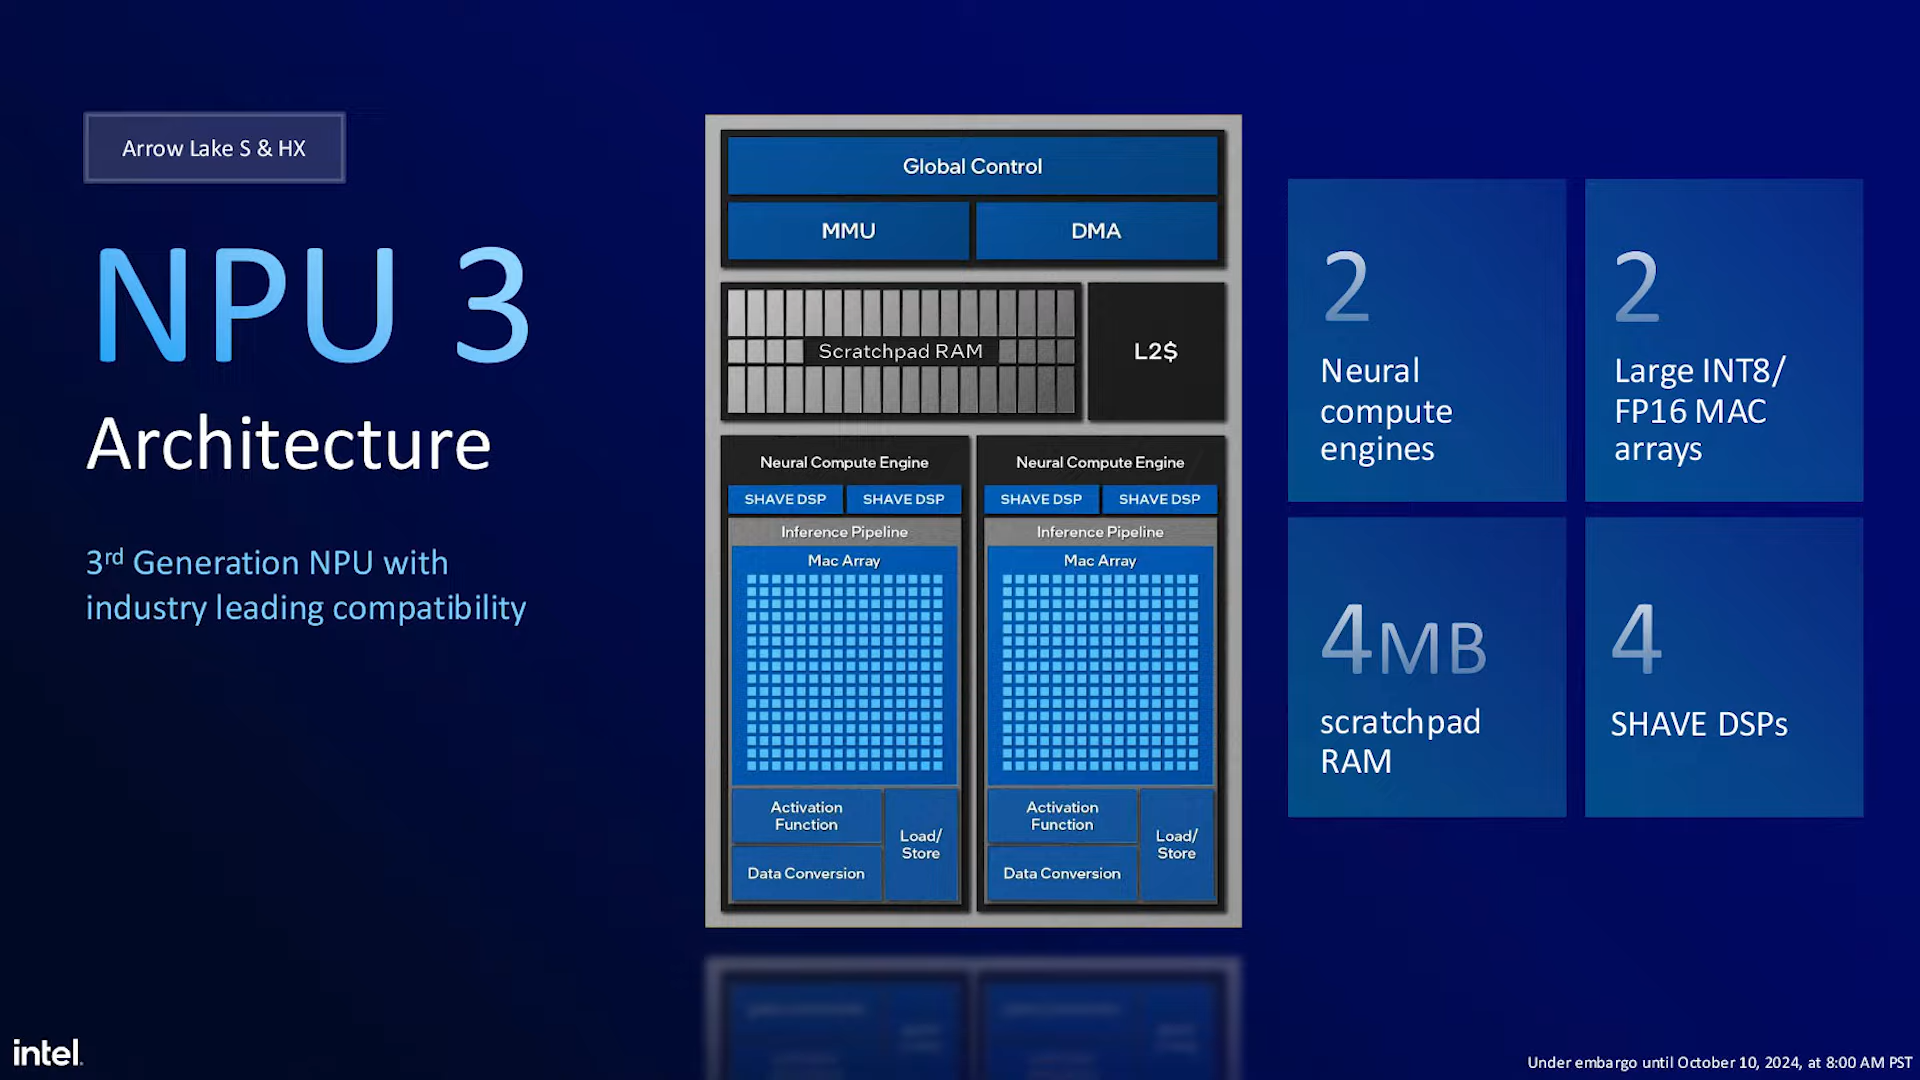 Arrow Lake S & HX
NPU 3
Architecture
3rd Generation NPU with
industry leading compatibility
Global Control
MMU
DMA
Scratchpad RAM
L2$
Neural Compute Engine
SHAVE DSP
SHAVE DSP
Inference Pipeline
Mac Array
Activation
Function
Data Conversion
Load/
Store
Neural Compute Engine
SHAVE DSP
SHAVE DSP
Inference Pipeline
Mac Array
Activation
Function
Data Conversion
Load/
Store
2
Neural
compute
engines
2
Large INT8/
FP16 MAC
arrays
4MB
scratchpad
RAM
4
SHAVE DSPs
intel.
Under embargo until October 10, 2024, at 8:00 AM PST